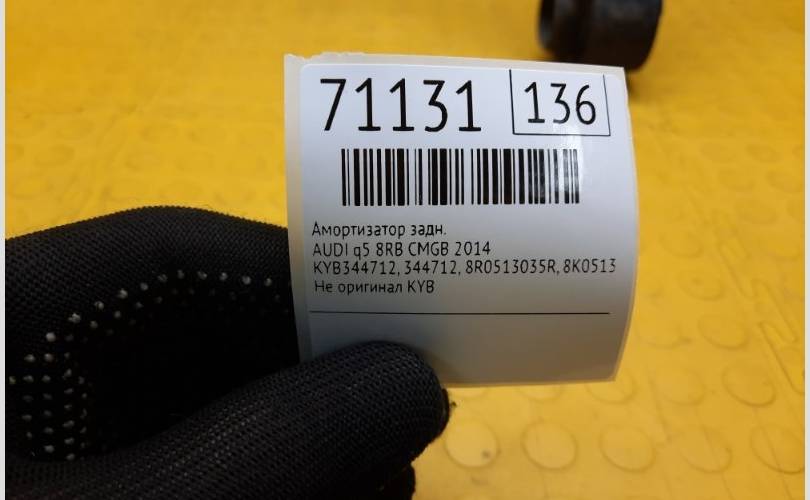 71131 136
Амортизатор задн.
AUDI q5 8RB CMGB 2014
KYB344712, 344712, 8R0513035R, 8K0513
Не оригинал KYB